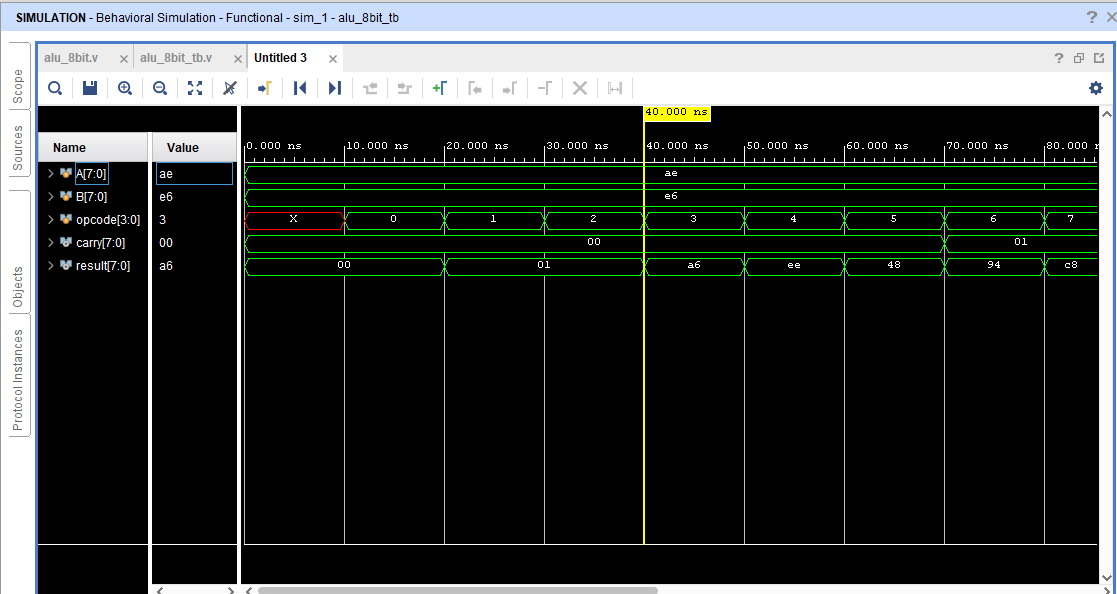 SIMULATION - Behavioral Simulation - Functional - sim_1 - alu_8bit_tb ? ×
alu_8bit.v × alu_8bit_tb.v × Untitled 3 × ?
Scope
Sources
Objects
Protocol Instances
40.000 ns
Name Value
0.000 ns 10.000 ns 20.000 ns 30.000 ns 40.000 ns 50.000 ns 60.000 ns 70.000 ns 80.000
A[7:0] ae ae
B[7:0] e6 e6
opcode[3:0] 3 X 0 1 2 3 4 5 6 7
carry[7:0] 00 00 01
result[7:0] a6 00 01 a6 ee 48 94 c8